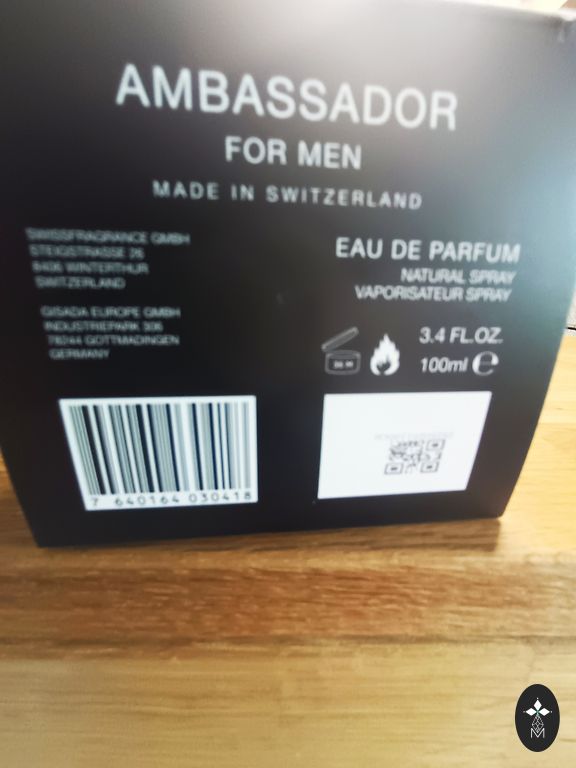 AMBASSADOR
FOR MEN
MADE IN SWITZERLAND
SWISSFRAGRANCE GMBH
STEIGSTRASSE 26
8406 WINTERTHUR
SWITZERLAND
GISADA EUROPE GMBH
INDUSTRIEPARK 306
78244 GOTTMADINGEN
GERMANY
EAU DE PARFUM
NATURAL SPRAY
VAPORISATEUR SPRAY
3.4 FL.OZ.
100ml ℮
7 640164 030418
M